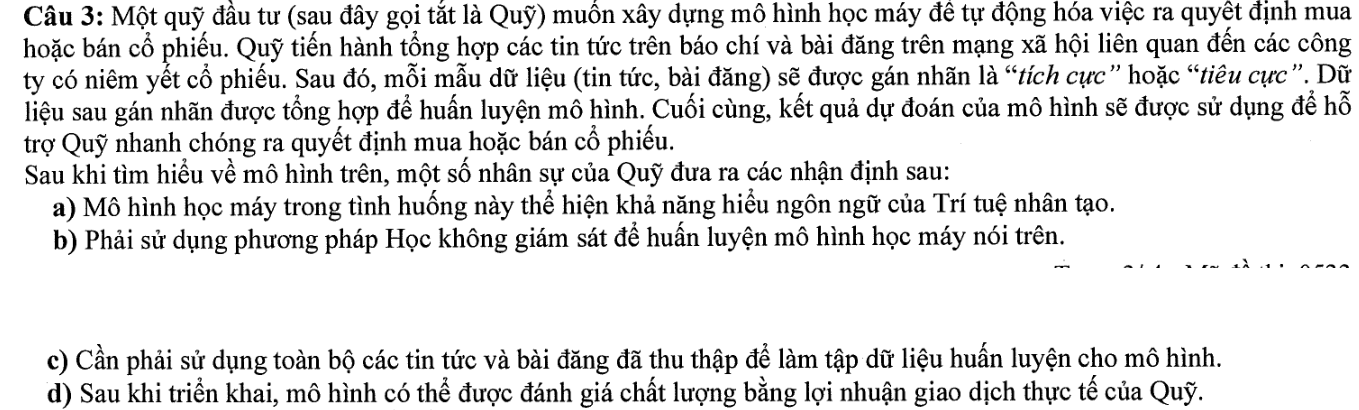 Câu 3: Một quỹ đầu tư (sau đây gọi tắt là Quỹ) muốn xây dựng mô hình học máy để tự động hóa việc ra quyết định mua
hoặc bán cổ phiếu. Quỹ tiến hành tổng hợp các tin tức trên báo chí và bài đăng trên mạng xã hội liên quan đến các công
ty có niêm yết cổ phiếu. Sau đó, mỗi mẫu dữ liệu (tin tức, bài đăng) sẽ được gán nhãn là “tích cực” hoặc “tiêu cực”. Dữ
liệu sau gán nhãn được tổng hợp để huấn luyện mô hình. Cuối cùng, kết quả dự đoán của mô hình sẽ được sử dụng để hỗ
trợ Quỹ nhanh chóng ra quyết định mua hoặc bán cổ phiếu.
Sau khi tìm hiểu về mô hình trên, một số nhân sự của Quỹ đưa ra các nhận định sau:
a) Mô hình học máy trong tình huống này thể hiện khả năng hiểu ngôn ngữ của Trí tuệ nhân tạo.
b) Phải sử dụng phương pháp Học không giám sát để huấn luyện mô hình học máy nói trên.
c) Cần phải sử dụng toàn bộ các tin tức và bài đăng đã thu thập để làm tập dữ liệu huấn luyện cho mô hình.
d) Sau khi triển khai, mô hình có thể được đánh giá chất lượng bằng lợi nhuận giao dịch thực tế của Quỹ.